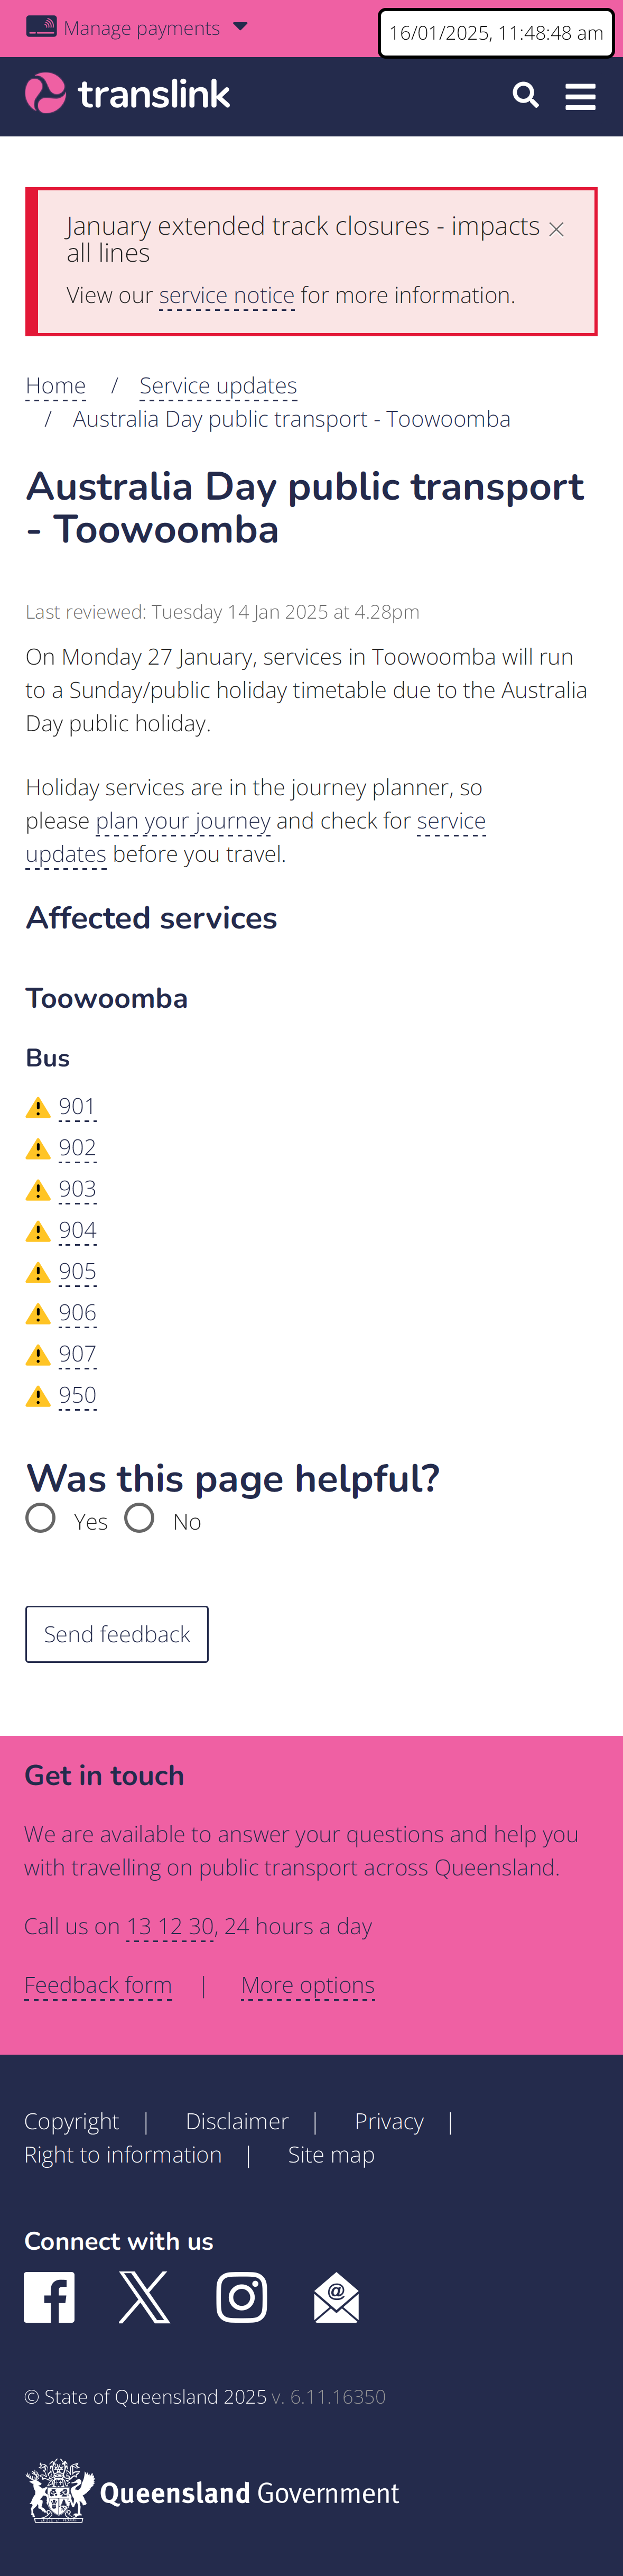 Manage payments
16/01/2025, 11:48:48 am
translink
January extended track closures - impacts
all lines
View our service notice for more information.
Home / Service updates
/ Australia Day public transport - Toowoomba
Australia Day public transport
- Toowoomba
Last reviewed: Tuesday 14 Jan 2025 at 4.28pm
On Monday 27 January, services in Toowoomba will run
to a Sunday/public holiday timetable due to the Australia
Day public holiday.
Holiday services are in the journey planner, so
please plan your journey and check for service
updates before you travel.
Affected services
Toowoomba
Bus
901
902
903
904
905
906
907
950
Was this page helpful?
Yes No
Send feedback
Get in touch
We are available to answer your questions and help you
with travelling on public transport across Queensland.
Call us on 13 12 30, 24 hours a day
Feedback form | More options
Copyright | Disclaimer | Privacy |
Right to information | Site map
Connect with us
© State of Queensland 2025 v. 6.11.16350
Queensland Government